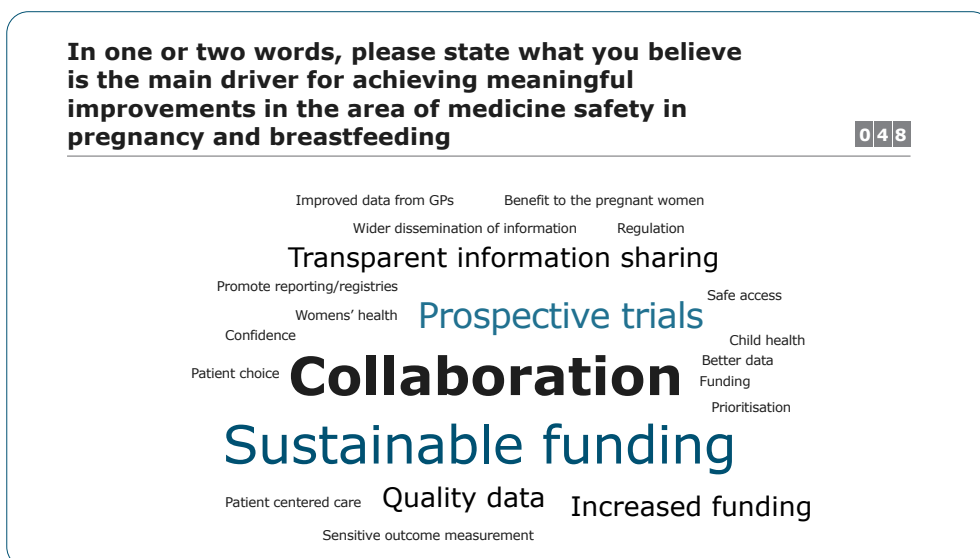 In one or two words, please state what you believe
is the main driver for achieving meaningful
improvements in the area of medicine safety in
pregnancy and breastfeeding
048
Improved data from GPs
Benefit to the pregnant women
Wider dissemination of information
Regulation
Transparent information sharing
Promote reporting/registries
Safe access
Womens' health
Prospective trials
Confidence
Child health
Patient choice
Collaboration
Better data
Funding
Prioritisation
Sustainable funding
Patient centered care
Quality data
Increased funding
Sensitive outcome measurement